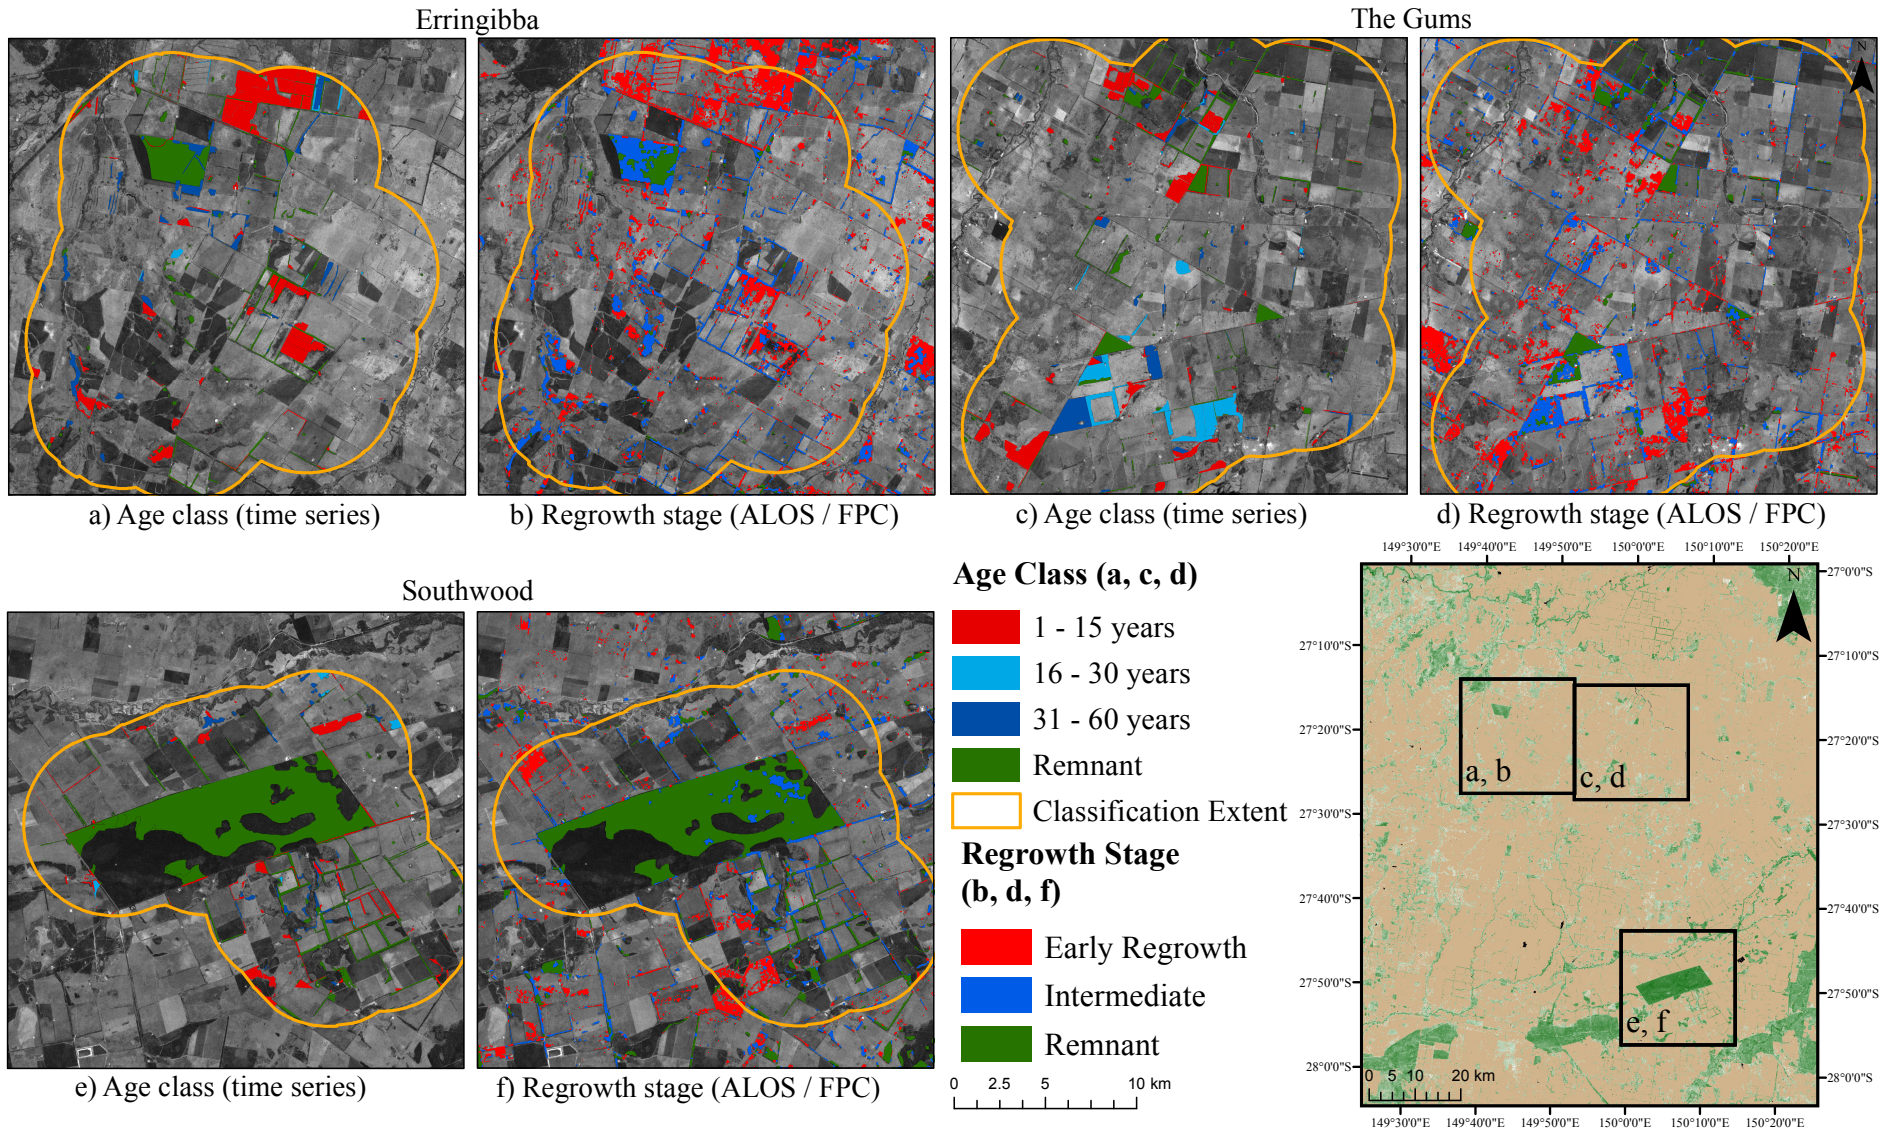 Erringibba
The Gums
N
a) Age class (time series)
b) Regrowth stage (ALOS / FPC)
c) Age class (time series)
d) Regrowth stage (ALOS / FPC)
Southwood
e) Age class (time series)
f) Regrowth stage (ALOS / FPC)
Age Class (a, c, d)
1 - 15 years
16 - 30 years
31 - 60 years
Remnant
Classification Extent
Regrowth Stage
(b, d, f)
Early Regrowth
Intermediate
Remnant
0 2.5 5 10 km
149°30'0"E 149°40'0"E 149°50'0"E 150°0'0"E 150°10'0"E 150°20'0"E
N
27°0'0"S
27°10'0"S 27°10'0"S
27°20'0"S 27°20'0"S
a, b c, d
27°30'0"S 27°30'0"S
27°40'0"S 27°40'0"S
27°50'0"S 27°50'0"S
e, f
28°0'0"S 28°0'0"S
0 5 10 20 km
149°30'0"E 149°40'0"E 149°50'0"E 150°0'0"E 150°10'0"E 150°20'0"E